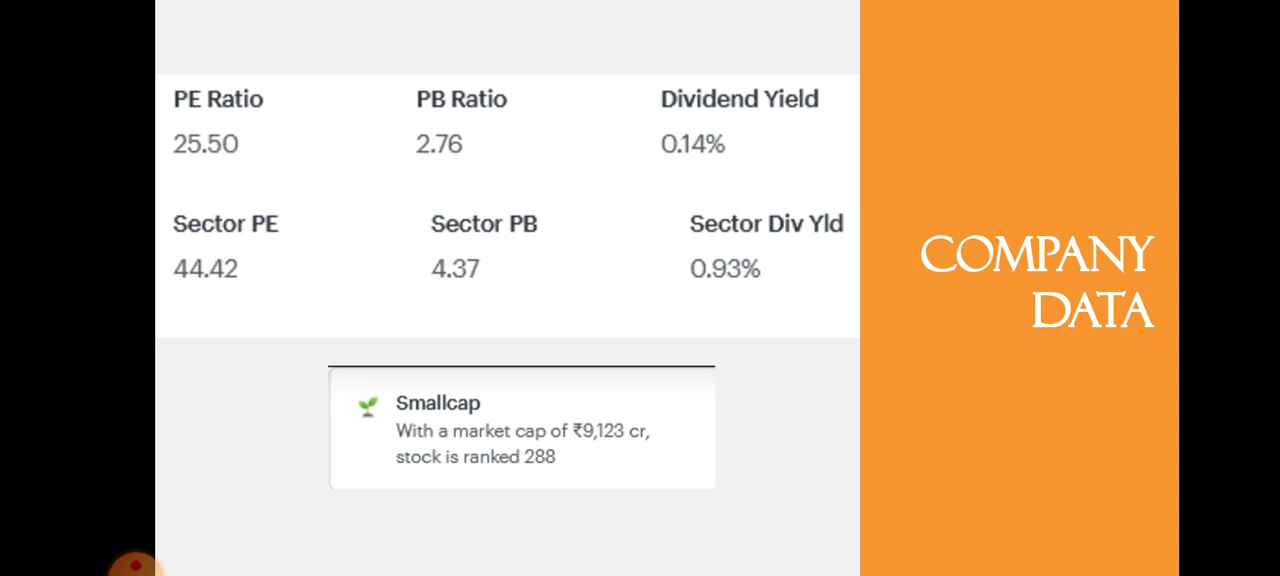 PE Ratio PB Ratio Dividend Yield
25.50 2.76 0.14%
Sector PE Sector PB Sector Div Yld
44.42 4.37 0.93%
COMPANY
DATA
Smallcap
With a market cap of ₹9,123 cr,
stock is ranked 288